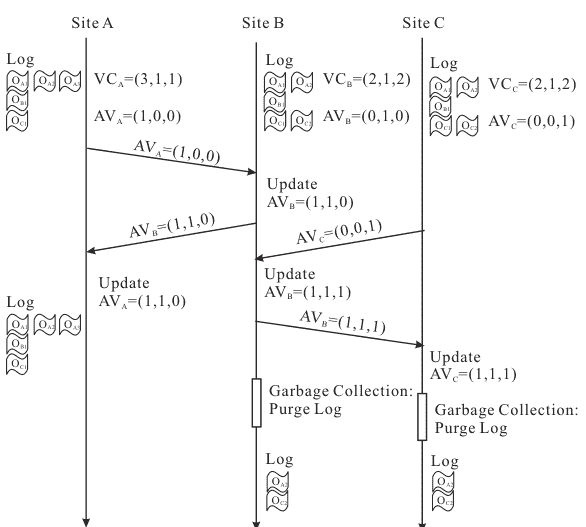 Site A
Site B
Site C
Log
O_A1 O_A2 O_A3
O_B1
O_C1
VC_A=(3,1,1)
AV_A=(1,0,0)
Log
O_A1 O_A2
O_B1
O_C1 O_C2
VC_B=(2,1,2)
AV_B=(0,1,0)
Log
O_A1 O_A2
O_B1
O_C1 O_C2
VC_C=(2,1,2)
AV_C=(0,0,1)
AV_A=(1,0,0)
Update
AV_B=(1,1,0)
AV_B=(1,1,0)
AV_C=(0,0,1)
Update
AV_A=(1,1,0)
Update
AV_B=(1,1,1)
Log
O_A1 O_A2 O_A3
O_B1
O_C1
AV_B=(1,1,1)
Update
AV_C=(1,1,1)
Garbage Collection:
Purge Log
Garbage Collection:
Purge Log
Log
O_A2
O_C2
Log
O_A2
O_C2